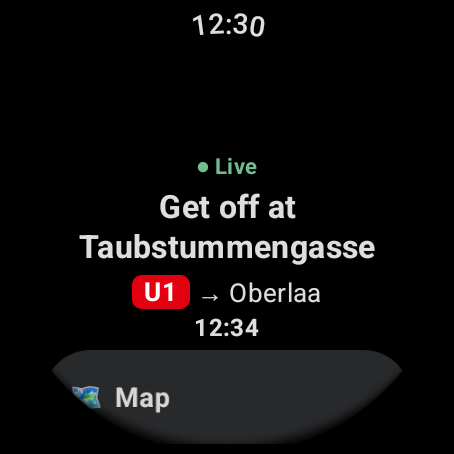 12:30
● Live
Get off at
Taubstummengasse
U1 → Oberlaa
12:34
Map